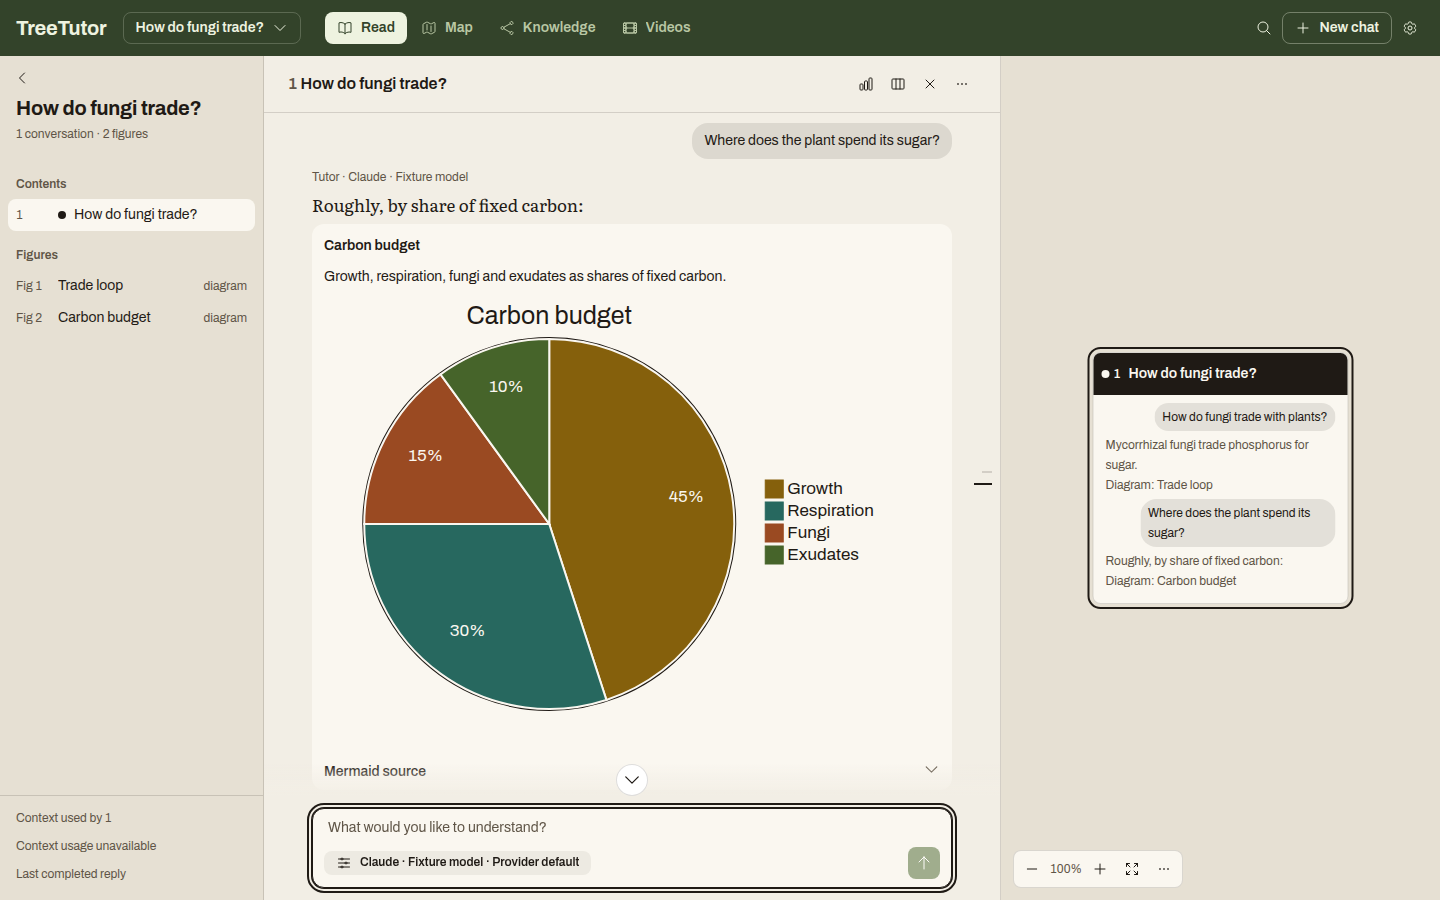 TreeTutor
How do fungi trade?
Read
Map
Knowledge
Videos
New chat
How do fungi trade?
1 conversation · 2 figures
Contents
1 How do fungi trade?
Figures
Fig 1 Trade loop diagram
Fig 2 Carbon budget diagram
Context used by 1
Context usage unavailable
Last completed reply
1 How do fungi trade?
Where does the plant spend its sugar?
Tutor · Claude · Fixture model
Roughly, by share of fixed carbon:
Carbon budget
Growth, respiration, fungi and exudates as shares of fixed carbon.
Carbon budget
10%
15%
45%
30%
Growth
Respiration
Fungi
Exudates
Mermaid source
What would you like to understand?
Claude · Fixture model · Provider default
1 How do fungi trade?
How do fungi trade with plants?
Mycorrhizal fungi trade phosphorus for
sugar.
Diagram: Trade loop
Where does the plant spend its
sugar?
Roughly, by share of fixed carbon:
Diagram: Carbon budget
100%